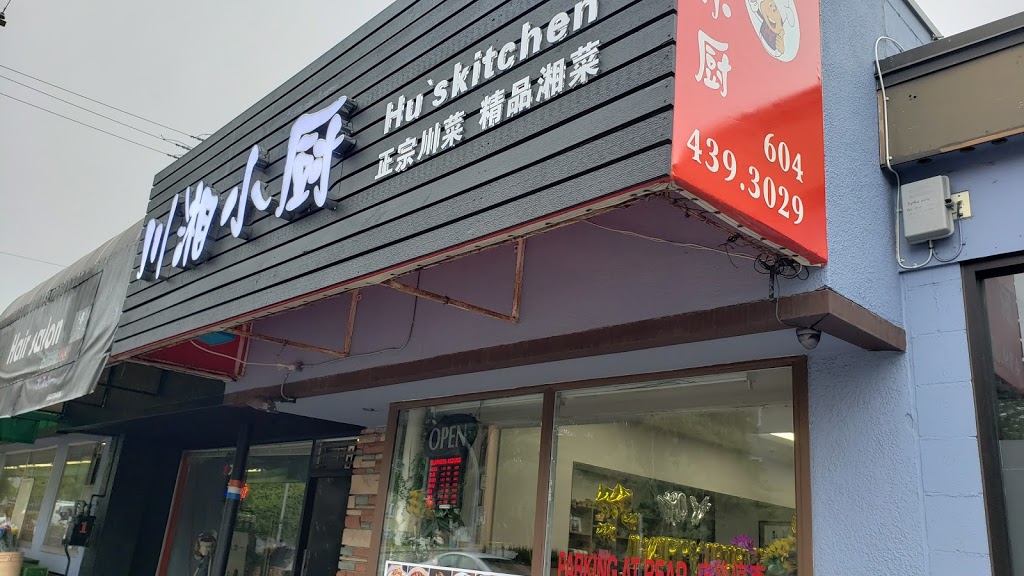 川湘小厨
Hu'skitchen
正宗川菜 精品湘菜
小厨
604
439.3029
Hair salon
OPEN
PARKING AT REAR